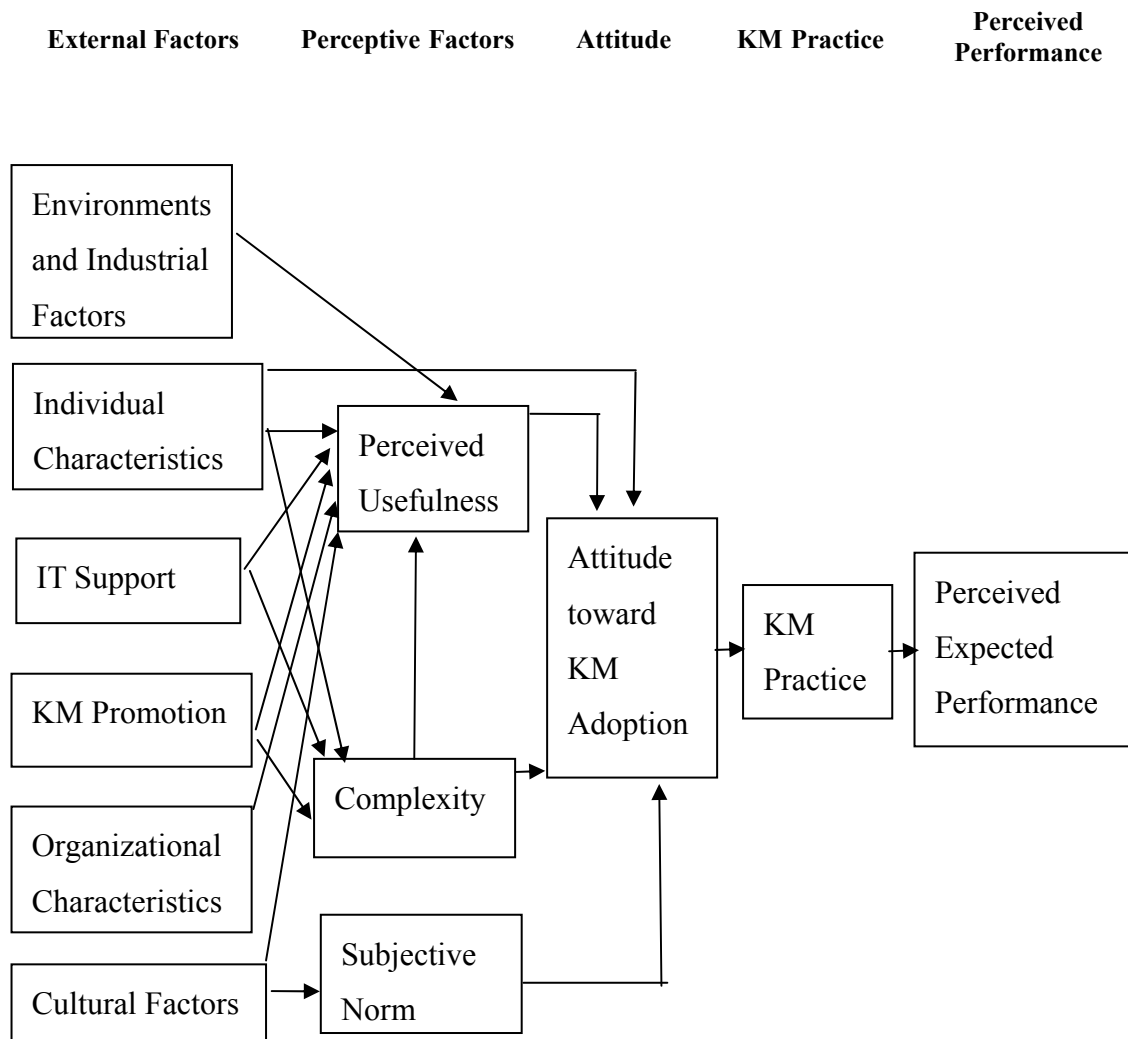 External Factors
Perceptive Factors
Attitude
KM Practice
Perceived
Performance
Environments
and Industrial
Factors
Individual
Characteristics
IT Support
KM Promotion
Organizational
Characteristics
Cultural Factors
Perceived
Usefulness
Complexity
Subjective
Norm
Attitude
toward
KM
Adoption
KM
Practice
Perceived
Expected
Performance